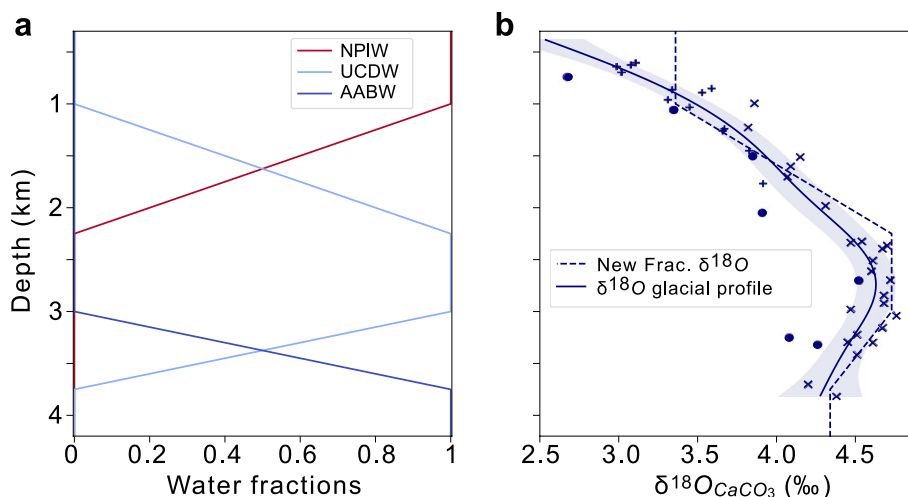 a
NPIW
UCDW
AABW
Depth (km)
1
2
3
4
0
0.2
0.4
0.6
0.8
1
Water fractions
b
New Frac. δ¹⁸O
δ¹⁸O glacial profile
2.5
3.0
3.5
4.0
4.5
δ¹⁸O_CaCO₃ (‰)